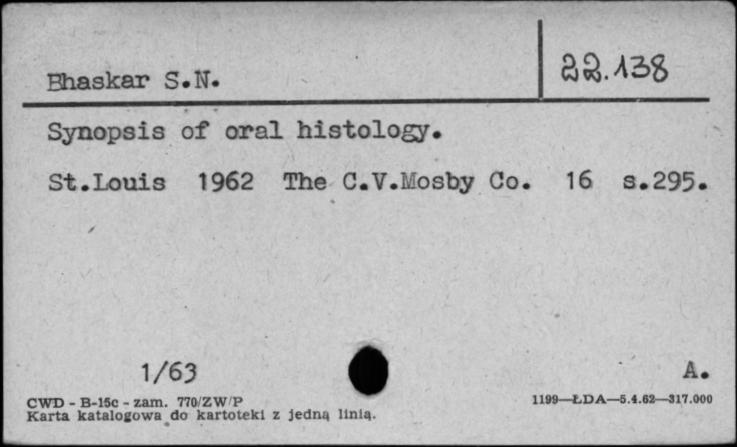 Bhaskar S.N.
22.138
Synopsis of oral histology.
St.Louis 1962 The C.V.Mosby Co. 16 s.295.
1/63
A.
CWD - B-15c - zam. 770/ZW/P
1199—ŁDA—5.4.62—317.000
Karta katalogowa do kartoteki z jedną linią.